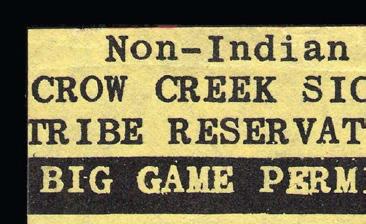 Non-Indian
CROW CREEK SIO
TRIBE RESERVAT
BIG GAME PERMI